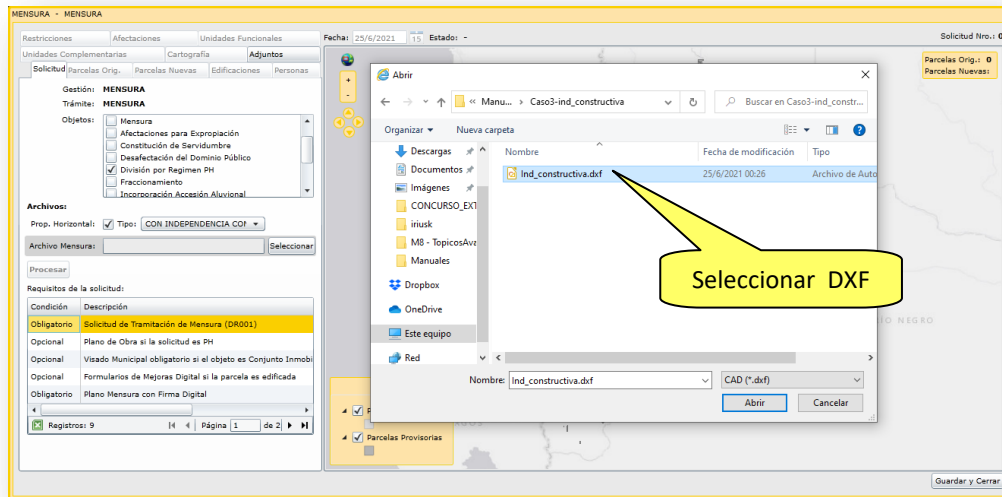 MENSURA - MENSURA
Restricciones Afectaciones Unidades Funcionales
Unidades Complementarias Cartografía Adjuntos
Solicitud Parcelas Orig. Parcelas Nuevas Edificaciones Personas
Gestión: MENSURA
Trámite: MENSURA
Objetos: Mensura
Afectaciones para Expropiación
Constitución de Servidumbre
Desafectación del Dominio Público
División por Regimen PH
Fraccionamiento
Incorporación Accesión Aluvional
Archivos:
Prop. Horizontal: Tipo: CON INDEPENDENCIA CON
Archivo Mensura: Seleccionar
Procesar
Requisitos de la solicitud:
Condición Descripción
Obligatorio Solicitud de Tramitación de Mensura (DR001)
Opcional Plano de Obra si la solicitud es PH
Opcional Visado Municipal obligatorio si el objeto es Conjunto Inmobi
Opcional Formularios de Mejoras Digital si la parcela es edificada
Obligatorio Plano Mensura con Firma Digital
Registros: 9 Página 1 de 2
Fecha: 25/6/2021 15 Estado: -
Solicitud Nro.: 0
Parcelas Orig.: 0
Parcelas Nuevas:
+
-
Abrir
« Manu... › Caso3-ind_constructiva
Buscar en Caso3-ind_constr...
Organizar Nueva carpeta
Descargas
Documentos
Imágenes
CONCURSO_EXT
iriusk
M8 - TopicosAva
Manuales
Dropbox
OneDrive
Este equipo
Red
Nombre Fecha de modificación Tipo
Ind_constructiva.dxf 25/6/2021 00:26 Archivo de Auto
Seleccionar DXF
Nombre: Ind_constructiva.dxf CAD (*.dxf)
Abrir Cancelar
Parcelas Provisorias
NEGRO
Guardar y Cerrar